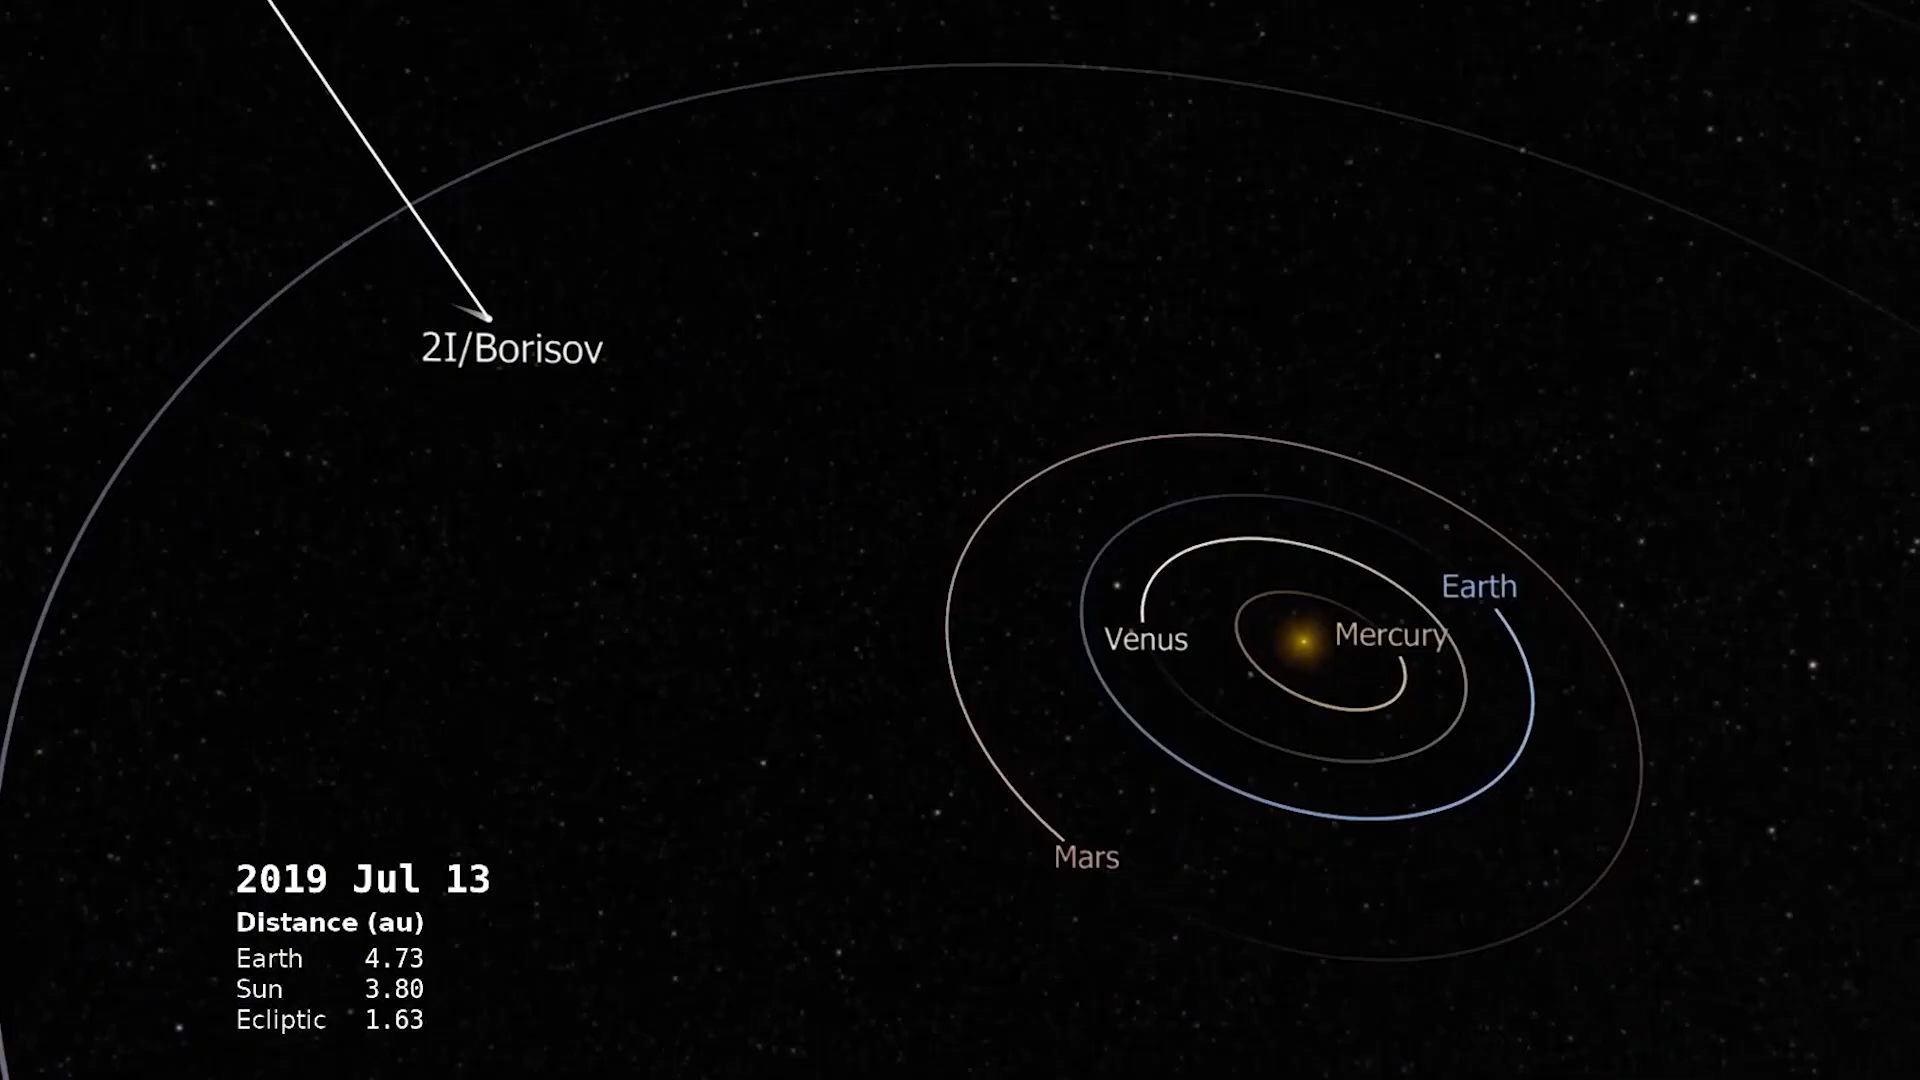 2I/Borisov
Earth
Mercury
Venus
Mars
2019 Jul 13
Distance (au)
Earth 4.73
Sun 3.80
Ecliptic 1.63